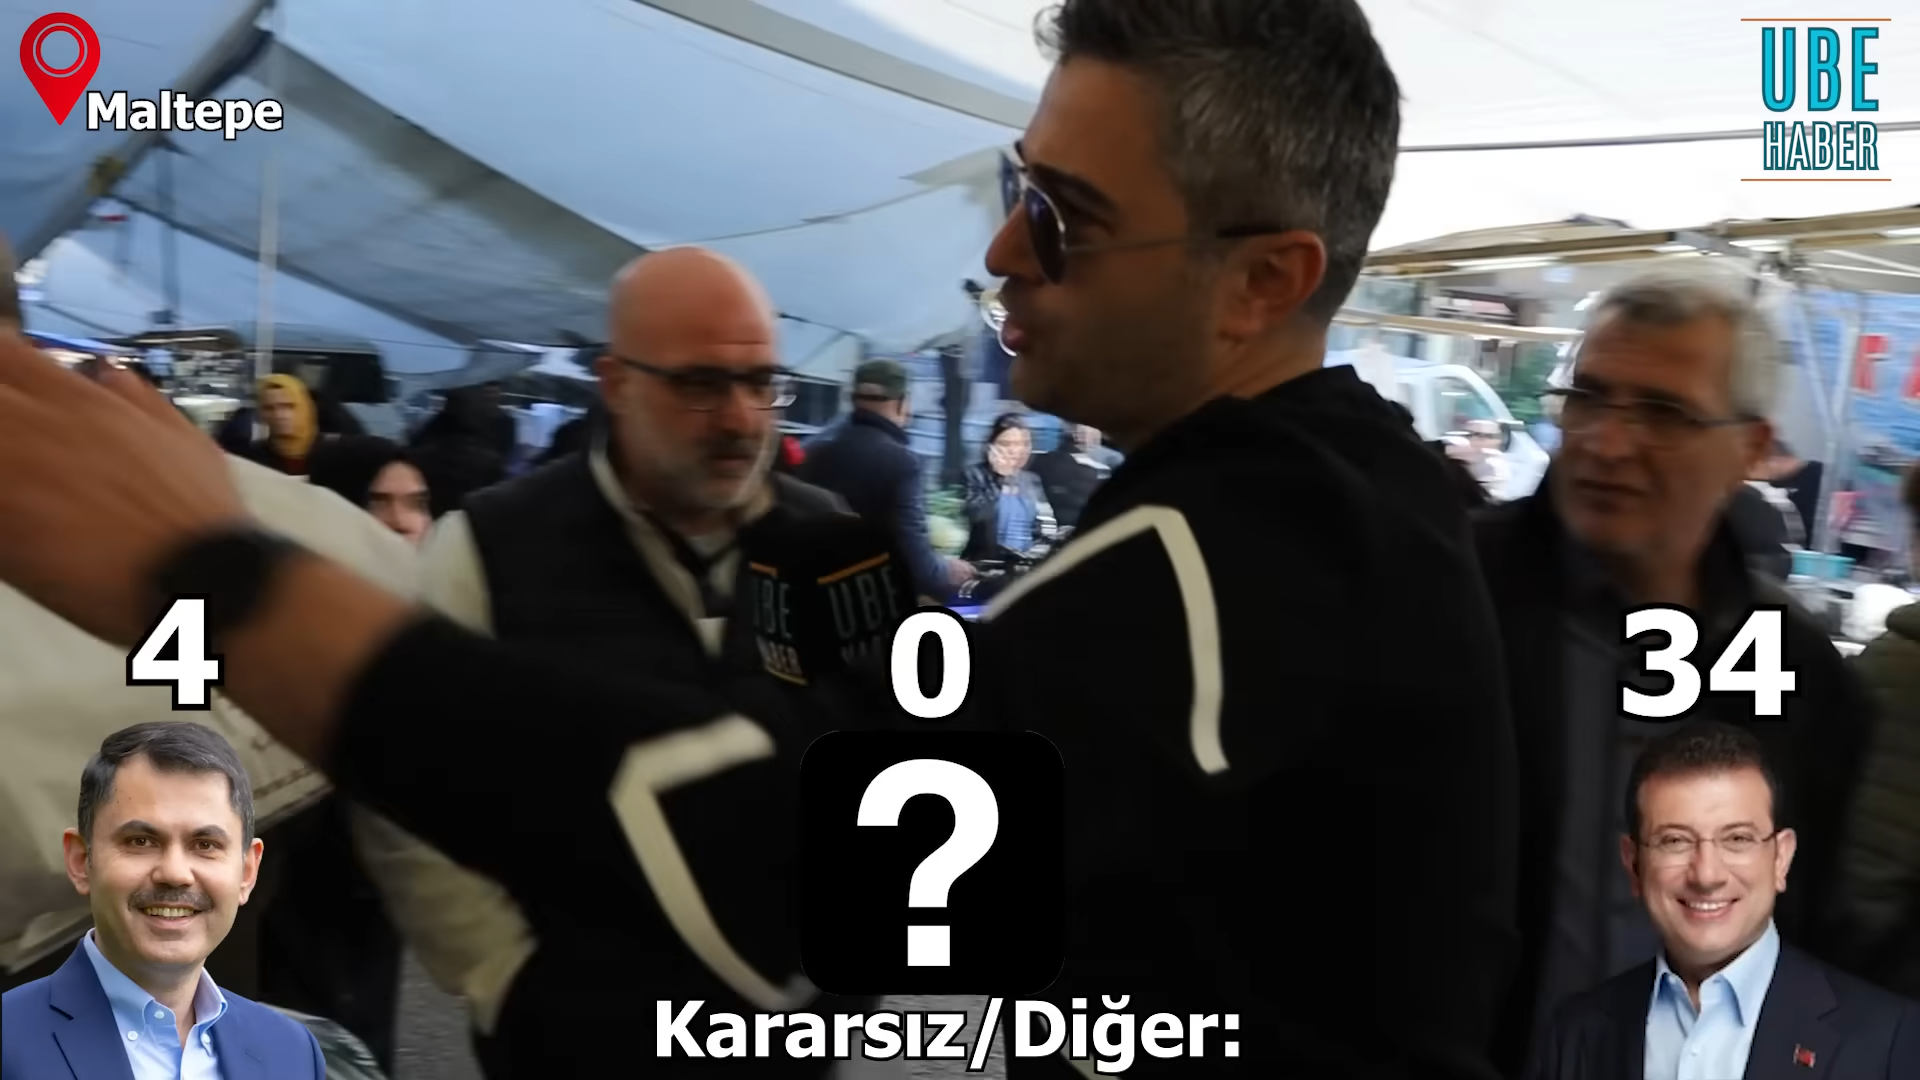 Maltepe
UBE
HABER
UBE
HABER
UBE
4
0
34
?
Kararsız/Diğer: